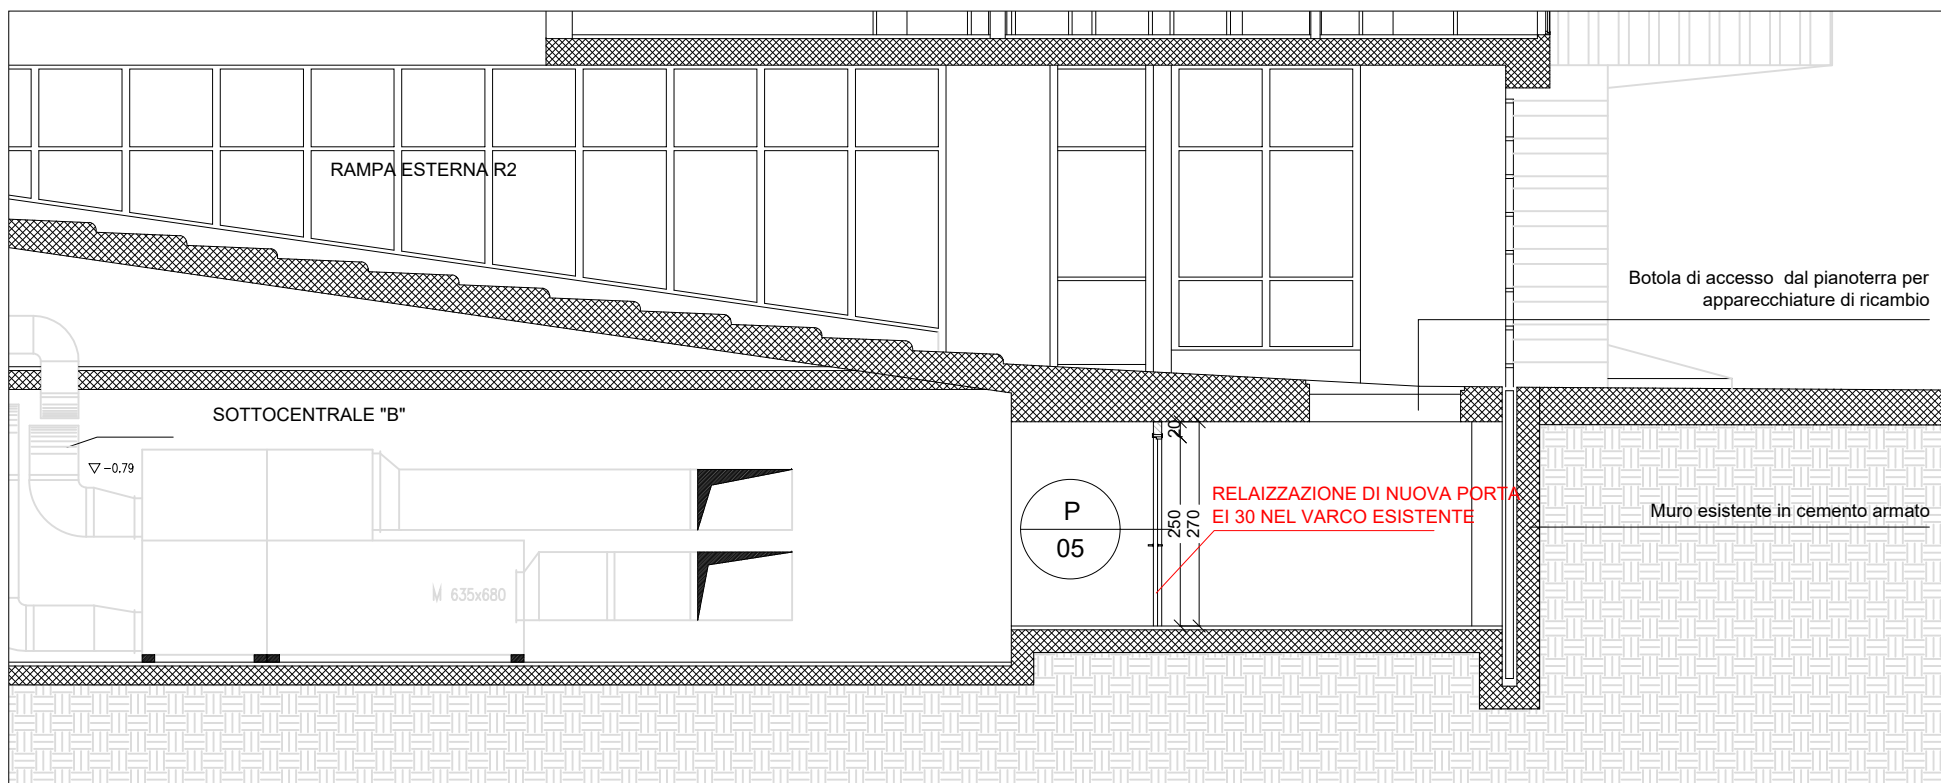 RAMPA ESTERNA R2
Botola di accesso dal pianoterra per
apparecchiature di ricambio
SOTTOCENTRALE "B"
-0.79
20
P
05
250
270
RELAIZZAZIONE DI NUOVA PORTA
EI 30 NEL VARCO ESISTENTE
Muro esistente in cemento armato
M 635x680